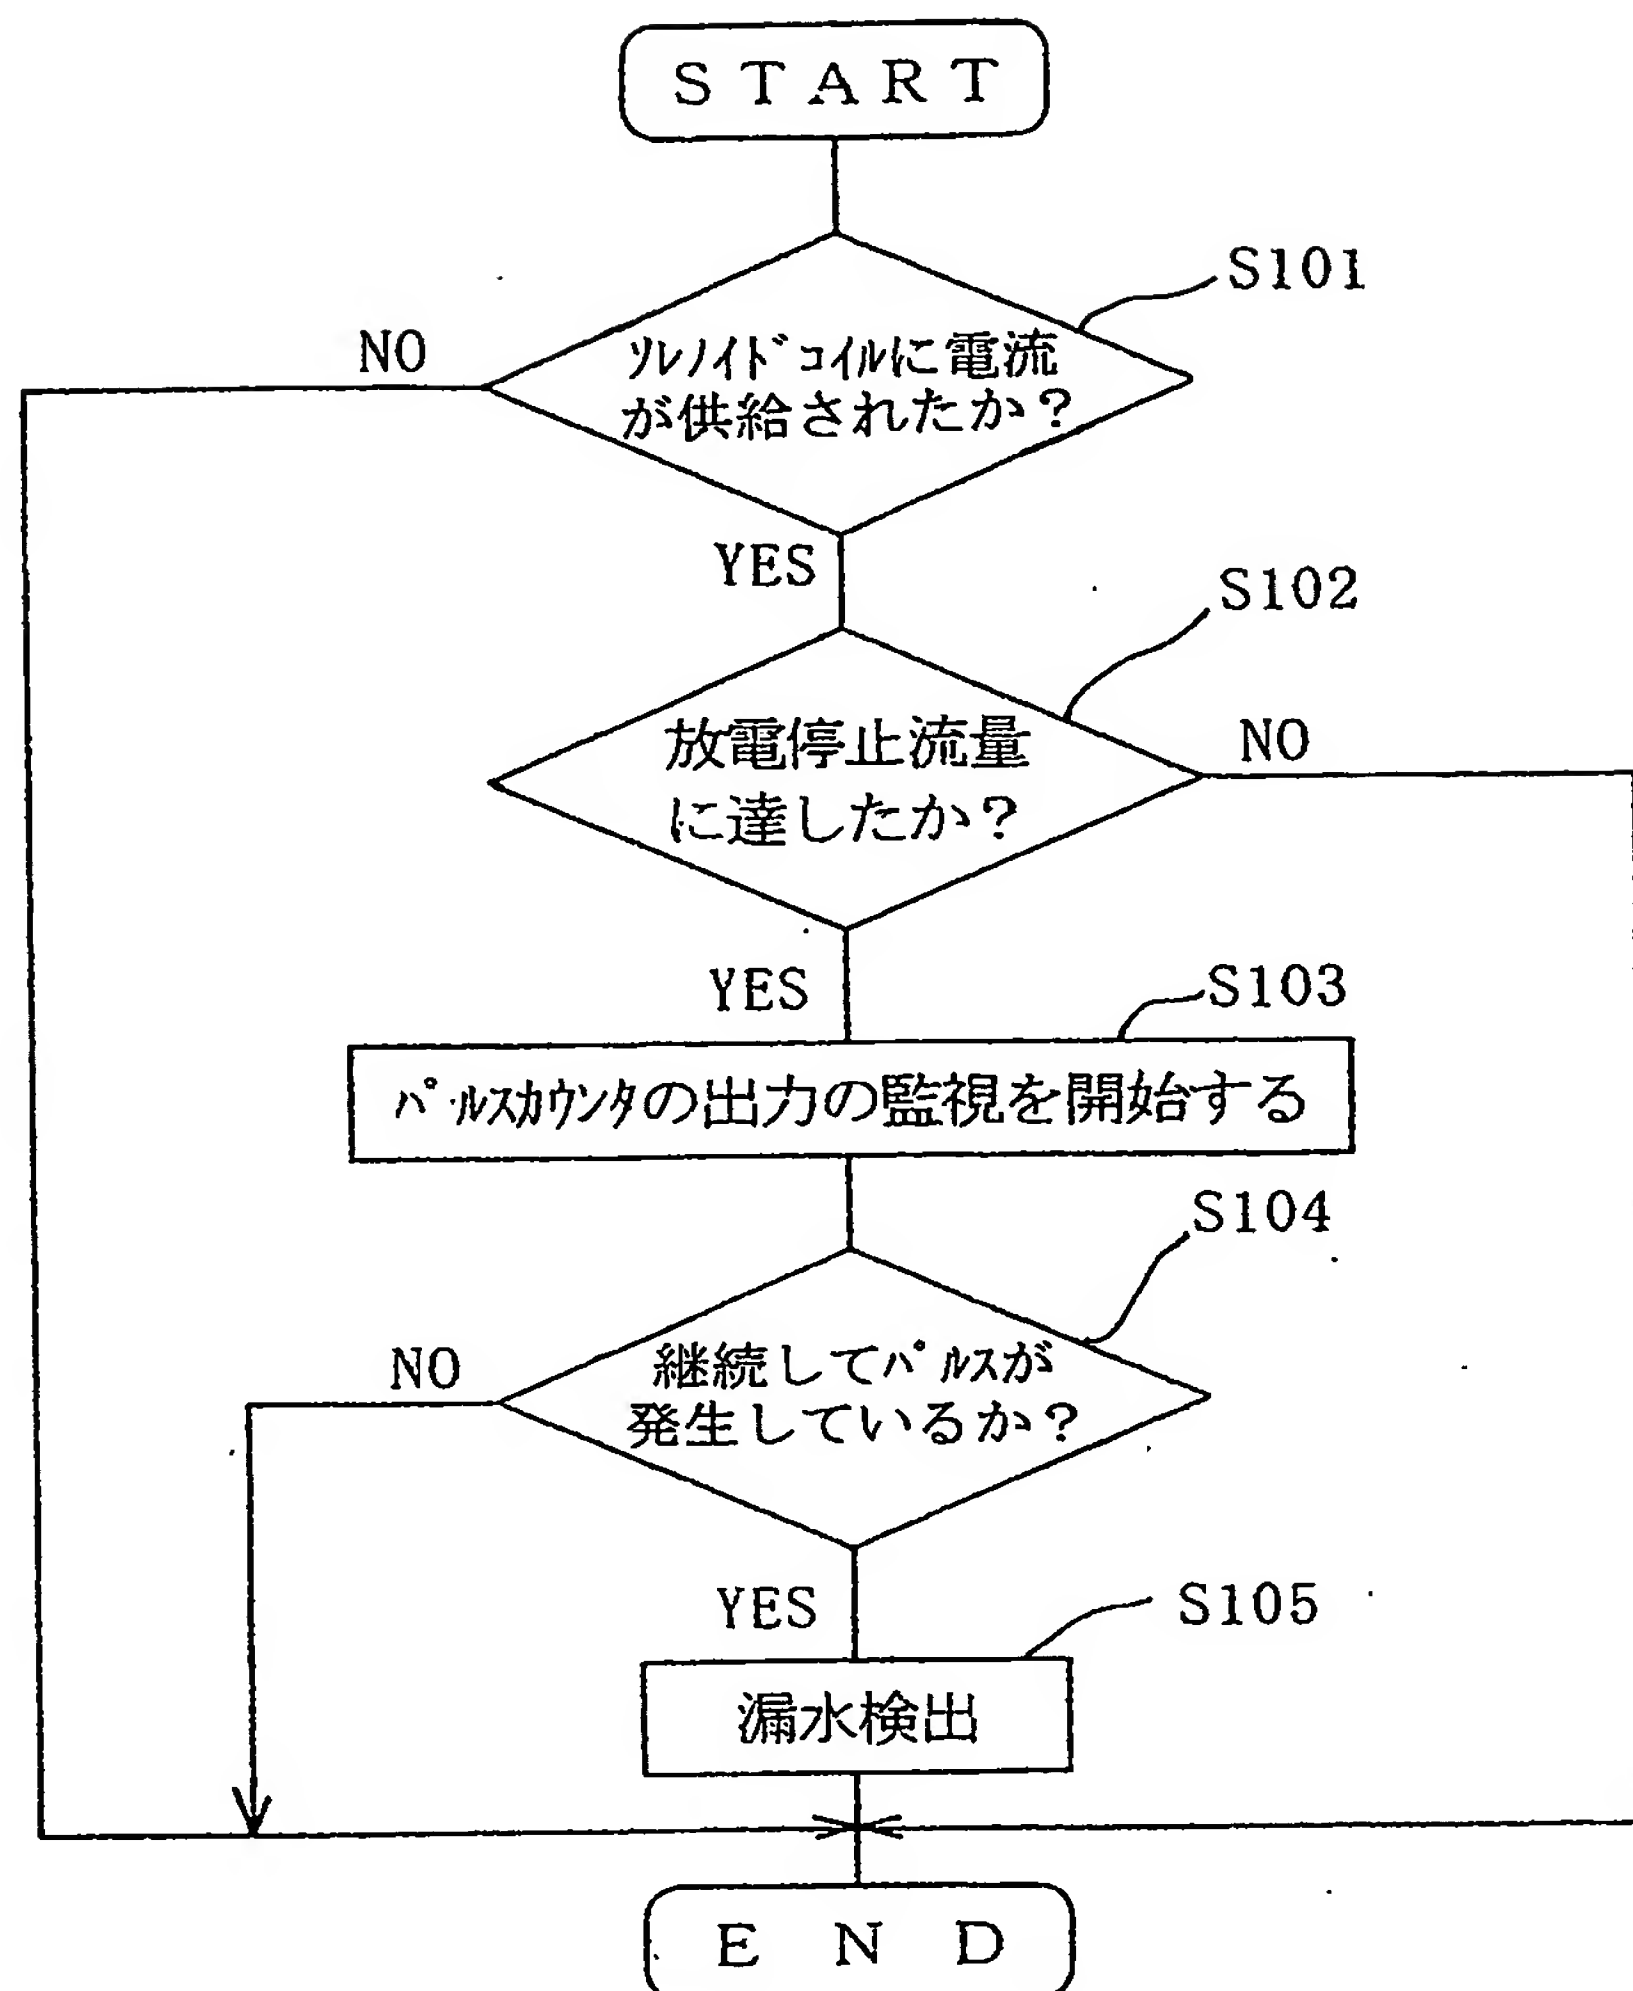 ＳＴＡＲＴ
S101
NO
ｿﾚﾉｲﾄﾞｺｲﾙに電流
が供給されたか？
YES
S102
放電停止流量
に達したか？
NO
YES
S103
ﾊﾟﾙｽｶｳﾝﾀの出力の監視を開始する
S104
NO
継続してﾊﾟﾙｽが
発生しているか？
YES
S105
漏水検出
ＥＮＤ